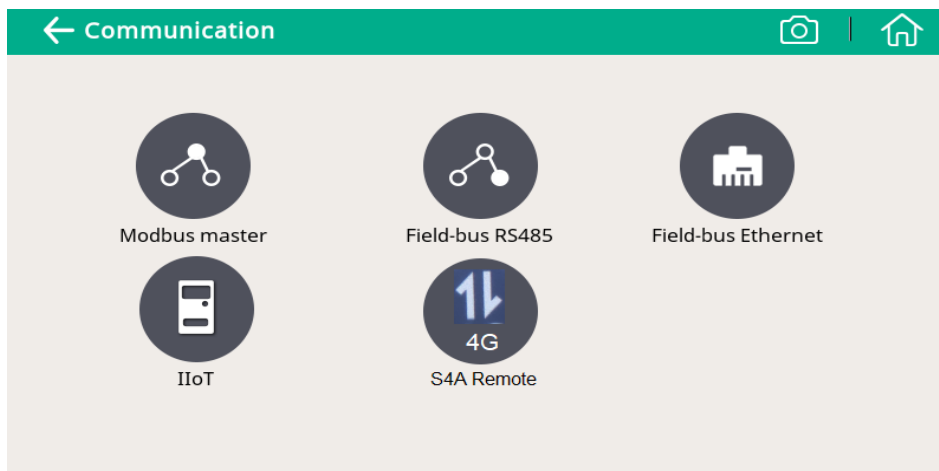 Communication
Modbus master
Field-bus RS485
Field-bus Ethernet
4G
IIoT
S4A Remote